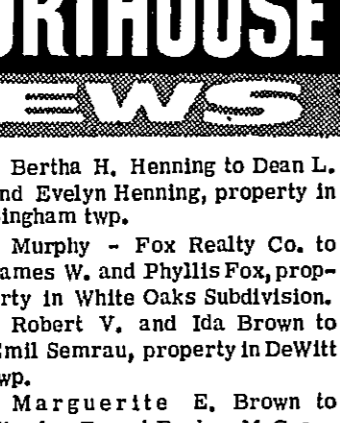 URTHOUSE
EWS
Bertha H. Henning to Dean L.
nd Evelyn Henning, property in
ingham twp.
Murphy - Fox Realty Co. to
ames W. and Phyllis Fox, prop-
rty in White Oaks Subdivision.
Robert V. and Ida Brown to
mil Semrau, property in DeWitt
wp.
Marguerite E. Brown to